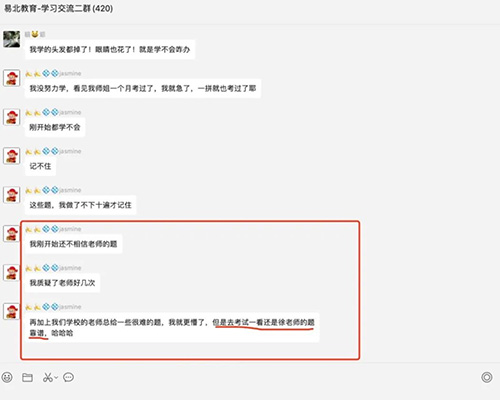 易北教育-学习交流二群 (420)
我学的头发都掉了！眼睛也花了！就是学不会咋办
jasmine
我没努力学，看见我师姐一个月考过了，我就急了，一拼就也考过了耶
jasmine
刚开始都学不会
jasmine
记不住
jasmine
这些题，我做了不下十遍才记住
jasmine
我刚开始还不相信老师的题
jasmine
我质疑了老师好几次
jasmine
再加上我们学校的老师总给一些很难的题，我就更懵了，但是去考试一看还是徐老师的题
靠谱，哈哈哈